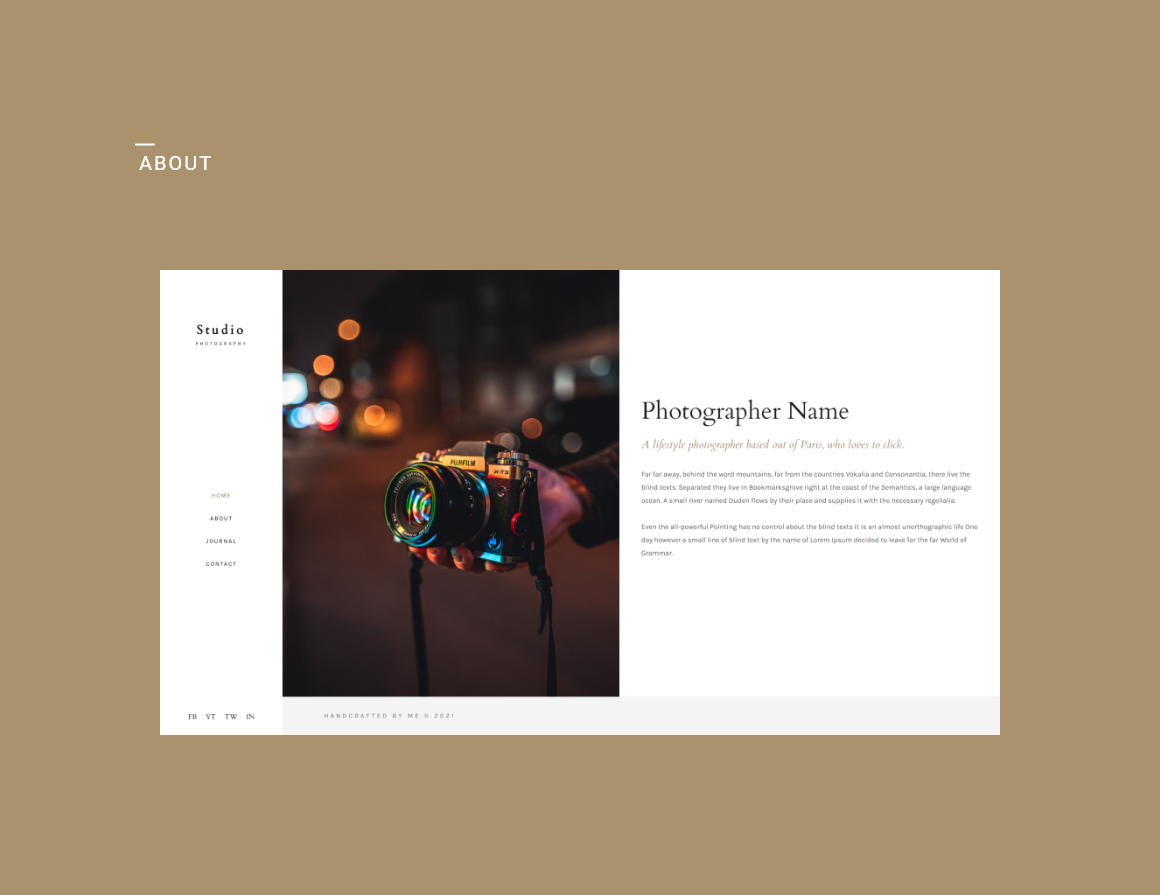 ABOUT
Studio
PHOTOGRAPHY
HOME
ABOUT
JOURNAL
CONTACT
FB YT TW IN
FUJIFILM
X-T3
Photographer Name
A lifestyle photographer based out of Paris, who loves to click.
Far far away, behind the word mountains, far from the countries Vokalia and Consonantia, there live the
blind texts. Separated they live in Bookmarksgrove right at the coast of the Semantics, a large language
ocean. A small river named Duden flows by their place and supplies it with the necessary regelialia.
Even the all-powerful Pointing has no control about the blind texts it is an almost unorthographic life One
day however a small line of blind text by the name of Lorem Ipsum decided to leave for the far World of
Grammar.
HANDCRAFTED BY ME © 2021